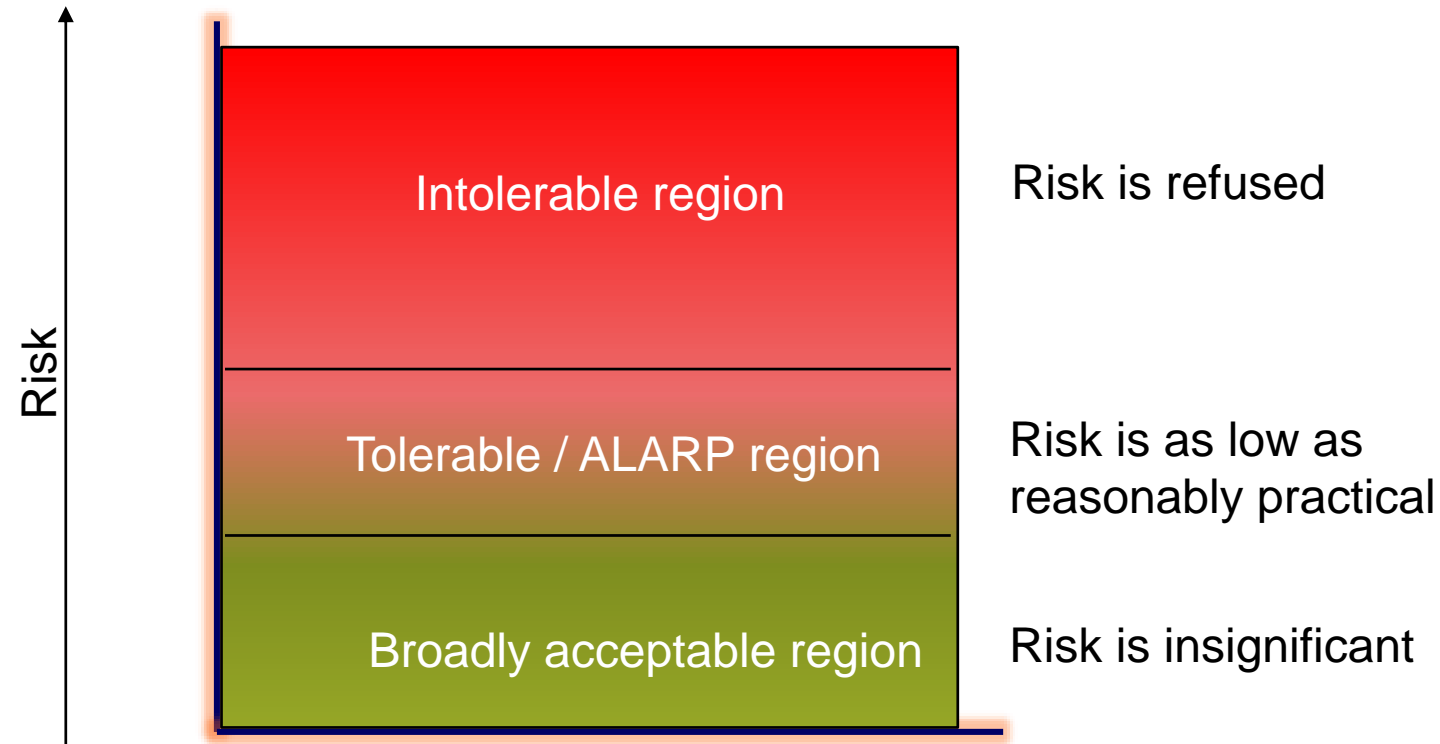 Risk
Intolerable region
Risk is refused
Tolerable / ALARP region
Risk is as low as
reasonably practical
Broadly acceptable region
Risk is insignificant